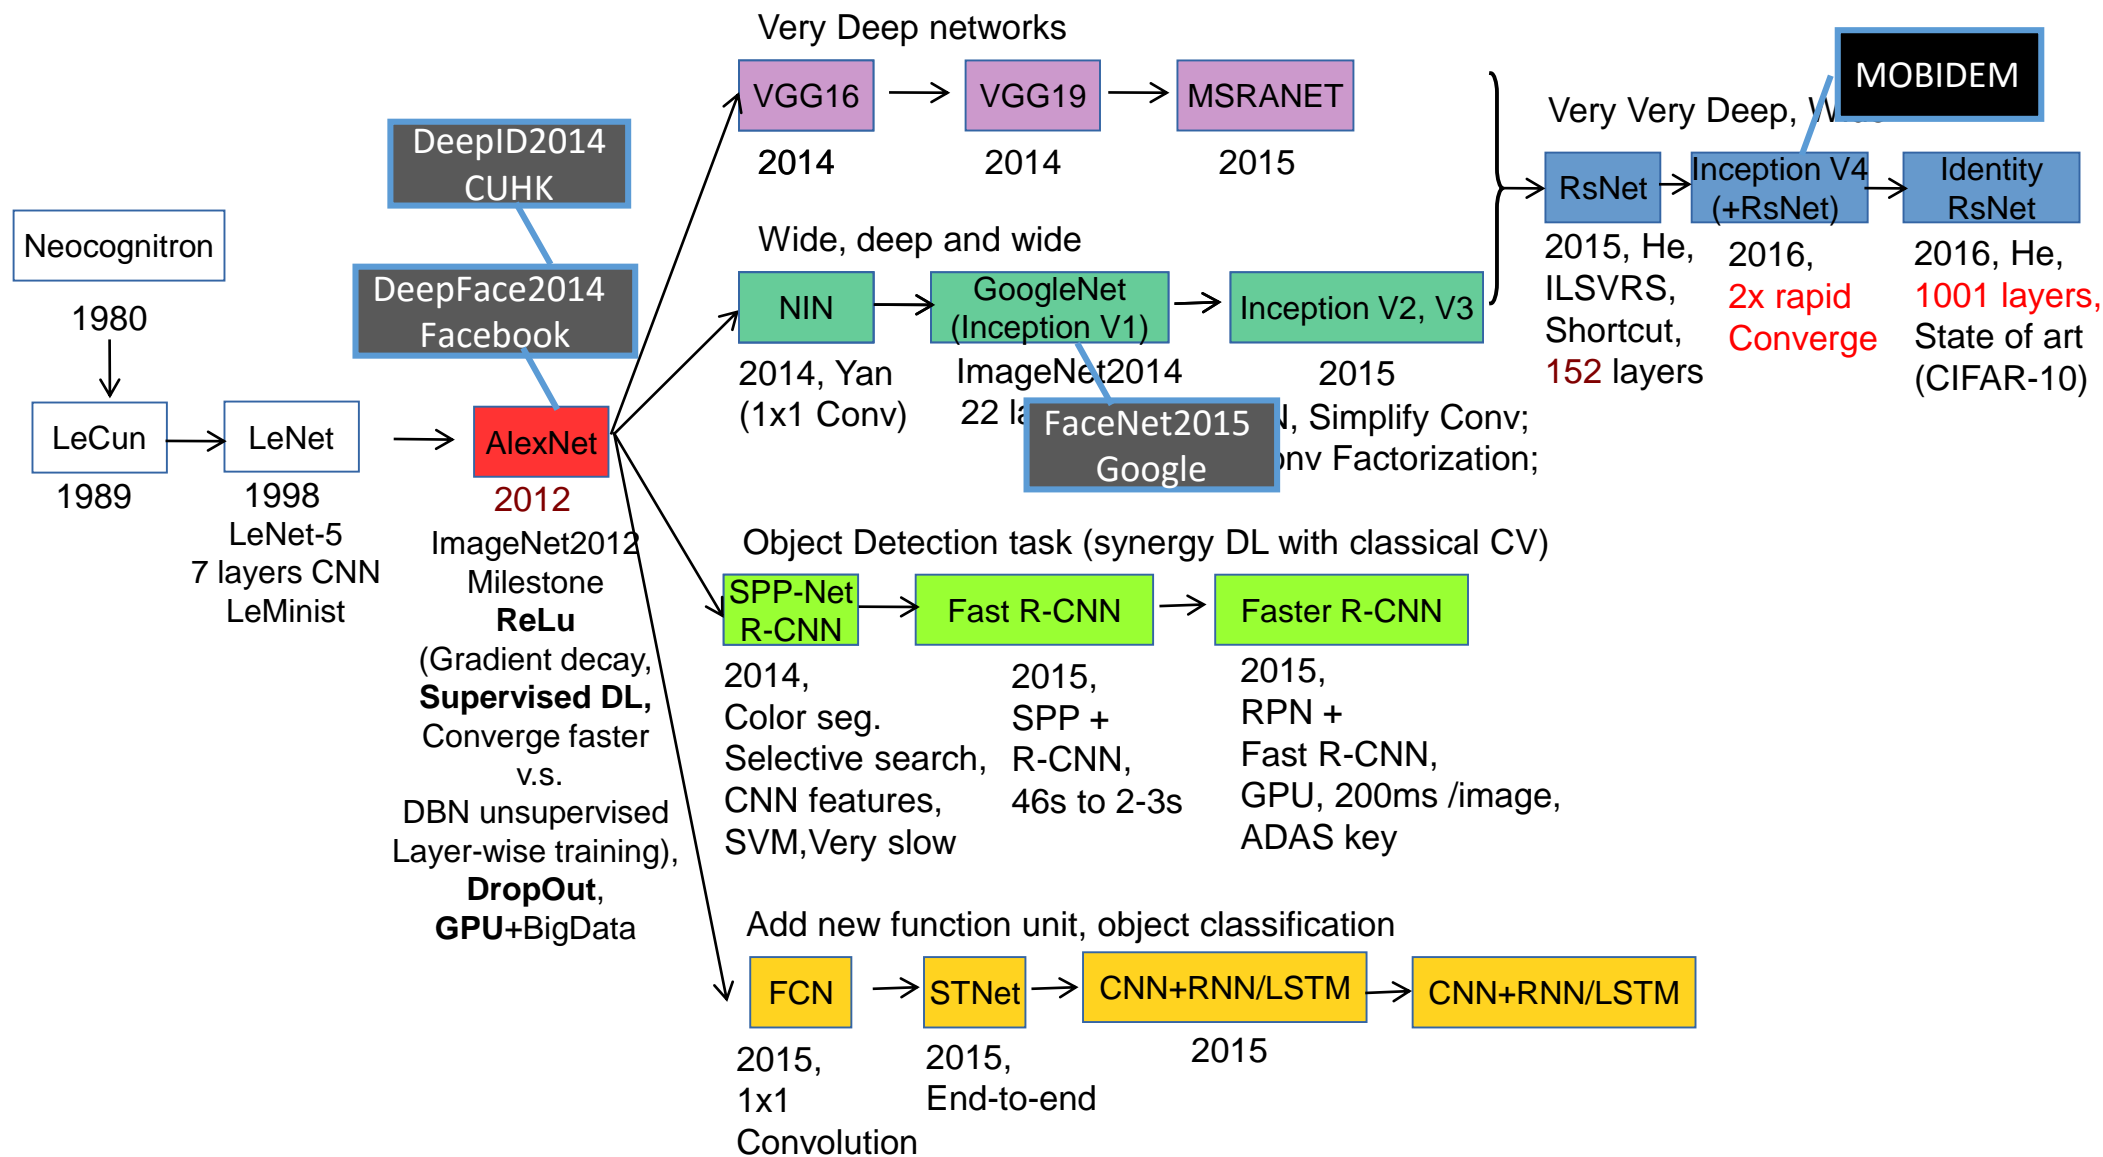 Neocognitron
1980
LeCun
1989
LeNet
1998
LeNet-5
7 layers CNN
LeMinist
DeepID2014
CUHK
DeepFace2014
Facebook
AlexNet
2012
ImageNet2012
Milestone
ReLu
(Gradient decay,
Supervised DL,
Converge faster
v.s.
DBN unsupervised
Layer-wise training),
DropOut,
GPU+BigData
Very Deep networks
VGG16
2014
VGG19
2014
MSRANET
2015
Wide, deep and wide
NIN
2014, Yan
(1x1 Conv)
GoogleNet
(Inception V1)
ImageNet2014
22
FaceNet2015
Google
Inception V2, V3
2015
Simplify Conv;
Factorization;
Object Detection task (synergy DL with classical CV)
SPP-Net
R-CNN
2014,
Color seg.
Selective search,
CNN features,
SVM,Very slow
Fast R-CNN
2015,
SPP +
R-CNN,
46s to 2-3s
Faster R-CNN
2015,
RPN +
Fast R-CNN,
GPU, 200ms /image,
ADAS key
Add new function unit, object classification
FCN
2015,
1x1
Convolution
STNet
2015,
End-to-end
CNN+RNN/LSTM
2015
CNN+RNN/LSTM
MOBIDEM
Very Very Deep,
RsNet
2015, He,
ILSVRS,
Shortcut,
152 layers
Inception V4
(+RsNet)
2016,
2x rapid
Converge
Identity
RsNet
2016, He,
1001 layers,
State of art
(CIFAR-10)